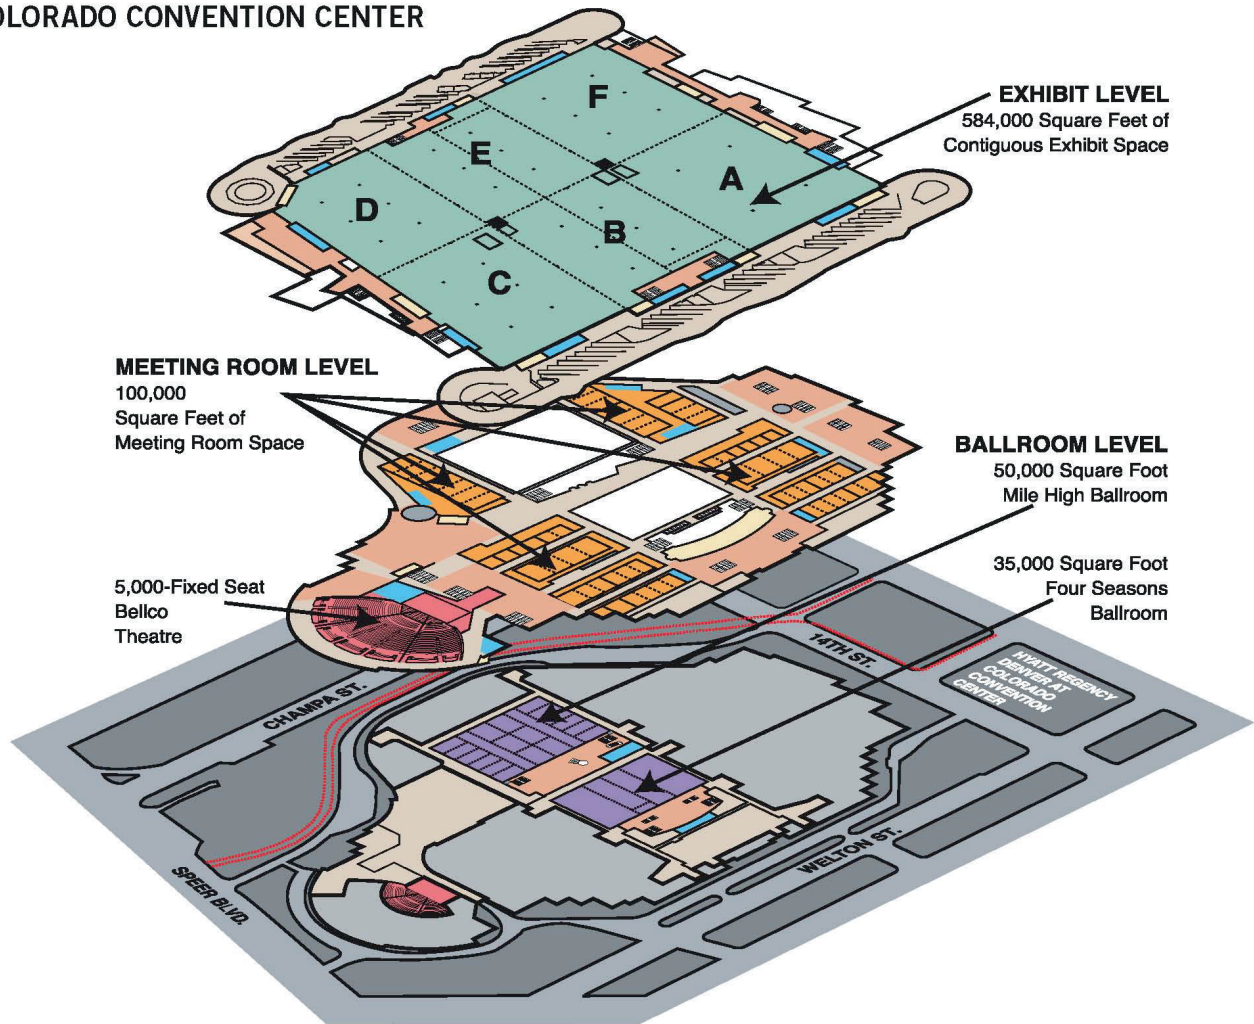 OLORADO CONVENTION CENTER
EXHIBIT LEVEL
584,000 Square Feet of
Contiguous Exhibit Space
F
E
A
D
B
C
MEETING ROOM LEVEL
100,000
Square Feet of
Meeting Room Space
BALLROOM LEVEL
50,000 Square Foot
Mile High Ballroom
35,000 Square Foot
Four Seasons
Ballroom
5,000-Fixed Seat
Bellco
Theatre
14TH ST.
HYATT REGENCY
DENVER AT
COLORADO
CONVENTION
CENTER
CHAMPA ST.
SPEER BLVD.
WELTON ST.